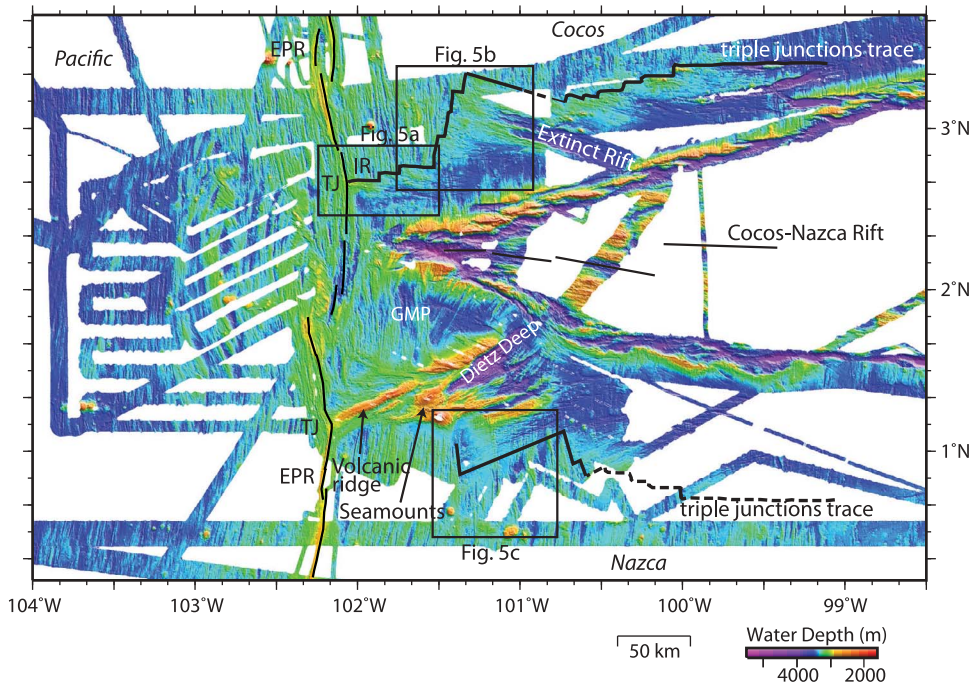 Pacific
EPR
Cocos
Fig. 5b
triple junctions trace
Fig. 5a
IR
TJ
Extinct Rift
3˚N
Cocos-Nazca Rift
2˚N
GMP
Dietz Deep
TJ
1˚N
EPR
Volcanic
ridge
Seamounts
triple junctions trace
Fig. 5c
Nazca
104˚W
103˚W
102˚W
101˚W
100˚W
99˚W
50 km
Water Depth (m)
4000
2000